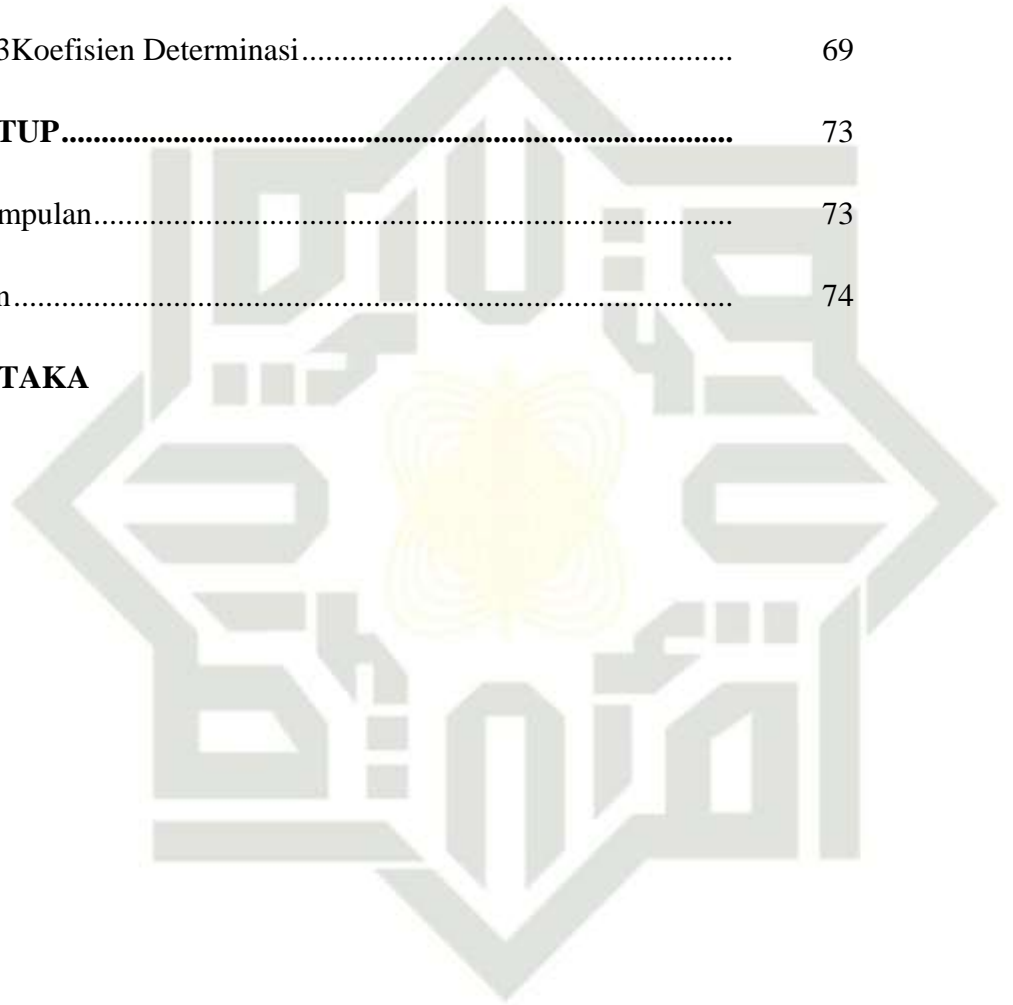 3Koefisien Determinasi...................................................... 69
TUP.................................................................................... 73
mpulan................................................................................ 73
n.......................................................................................... 74
TAKA